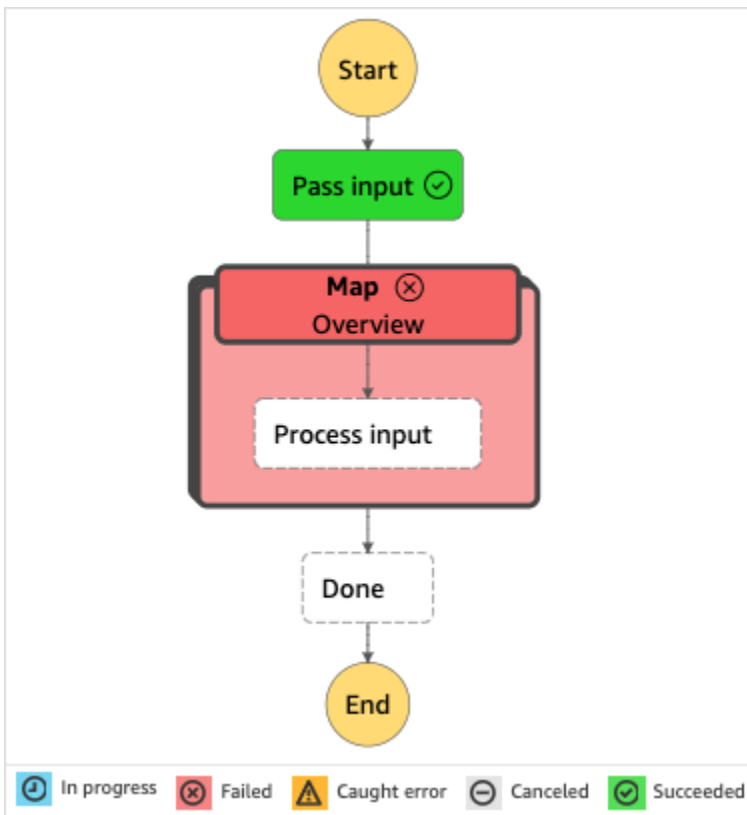 Start
Pass input
Map
Overview
Process input
Done
End
In progress Failed Caught error Canceled Succeeded